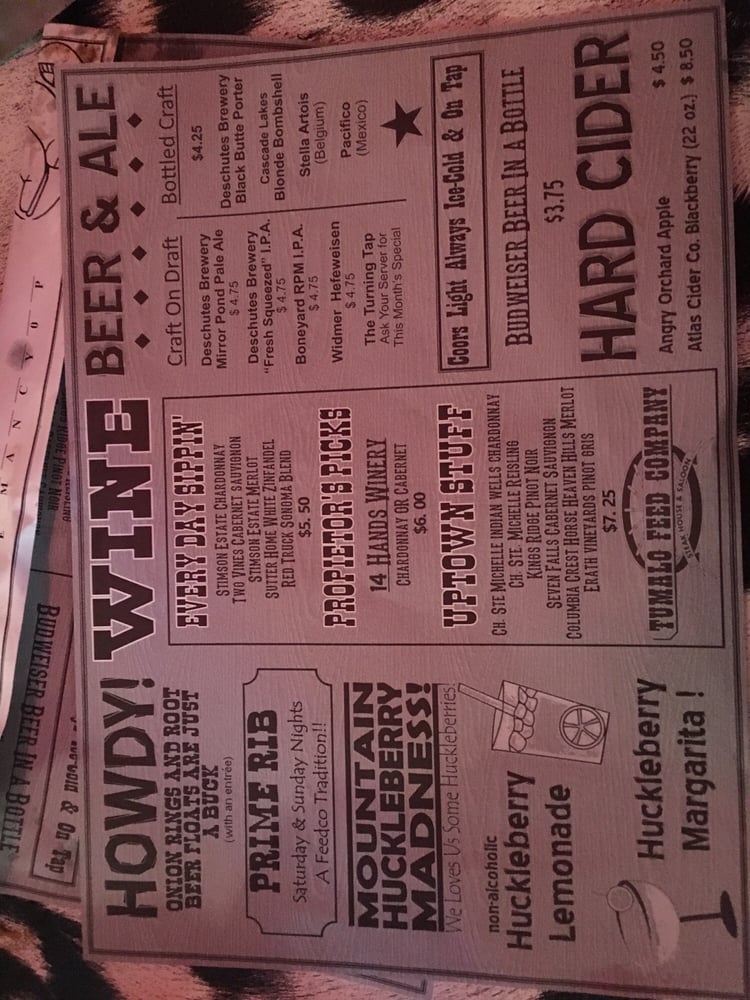 HOWDY!
ONION RINGS AND ROOT
BEER FLOATS ARE JUST
A BUCK
(with an entrée)
PRIME RIB
Saturday & Sunday Nights
A Feedco Tradition!!
MOUNTAIN
HUCKLEBERRY
MADNESS!
We Loves Us Some Huckleberries!
non-alcoholic
Huckleberry
Lemonade
Huckleberry
Margarita !
WINE
EVERY DAY SIPPIN'
STIMSON ESTATE CHARDONNAY
TWO VINES CABERNET SAUVIGNON
STIMSON ESTATE MERLOT
SUTTER HOME WHITE ZINFANDEL
RED TRUCK SONOMA BLEND
$5.50
PROPIETOR'S PICKS
14 HANDS WINERY
CHARDONNAY OR CABERNET
$6.00
UPTOWN STUFF
CH. STE MICHELLE INDIAN WELLS CHARDONNAY
CH. STE. MICHELLE REISLING
KINGS RIDGE PINOT NOIR
SEVEN FALLS CABERNET SAUVIGNON
COLUMBIA CREST HORSE HEAVEN HILLS MERLOT
ERATH VINEYARDS PINOT GRIS
$7.25
TUMALO FEED COMPANY
STEAK HOUSE & SALOON
BEER & ALE
Craft On Draft
Deschutes Brewery
Mirror Pond Pale Ale
$ 4.75
Deschutes Brewery
"Fresh Squeezed" I.P.A.
$ 4.75
Boneyard RPM I.P.A.
$ 4.75
Widmer Hefeweisen
$ 4.75
The Turning Tap
Ask Your Server for
This Month's Special
Bottled Craft
$4.25
Deschutes Brewery
Black Butte Porter
Cascade Lakes
Blonde Bombshell
Stella Artois
(Belgium)
Pacifico
(Mexico)
Coors Light Always Ice-Cold & On Tap
BUDWEISER BEER IN A BOTTLE
$3.75
HARD CIDER
Angry Orchard Apple $ 4.50
Atlas Cider Co. Blackberry (22 oz.) $ 8.50
BUDWEISER BEER IN A BOTTLE
Cold & On Tap
RIDGE PINOT NOIR